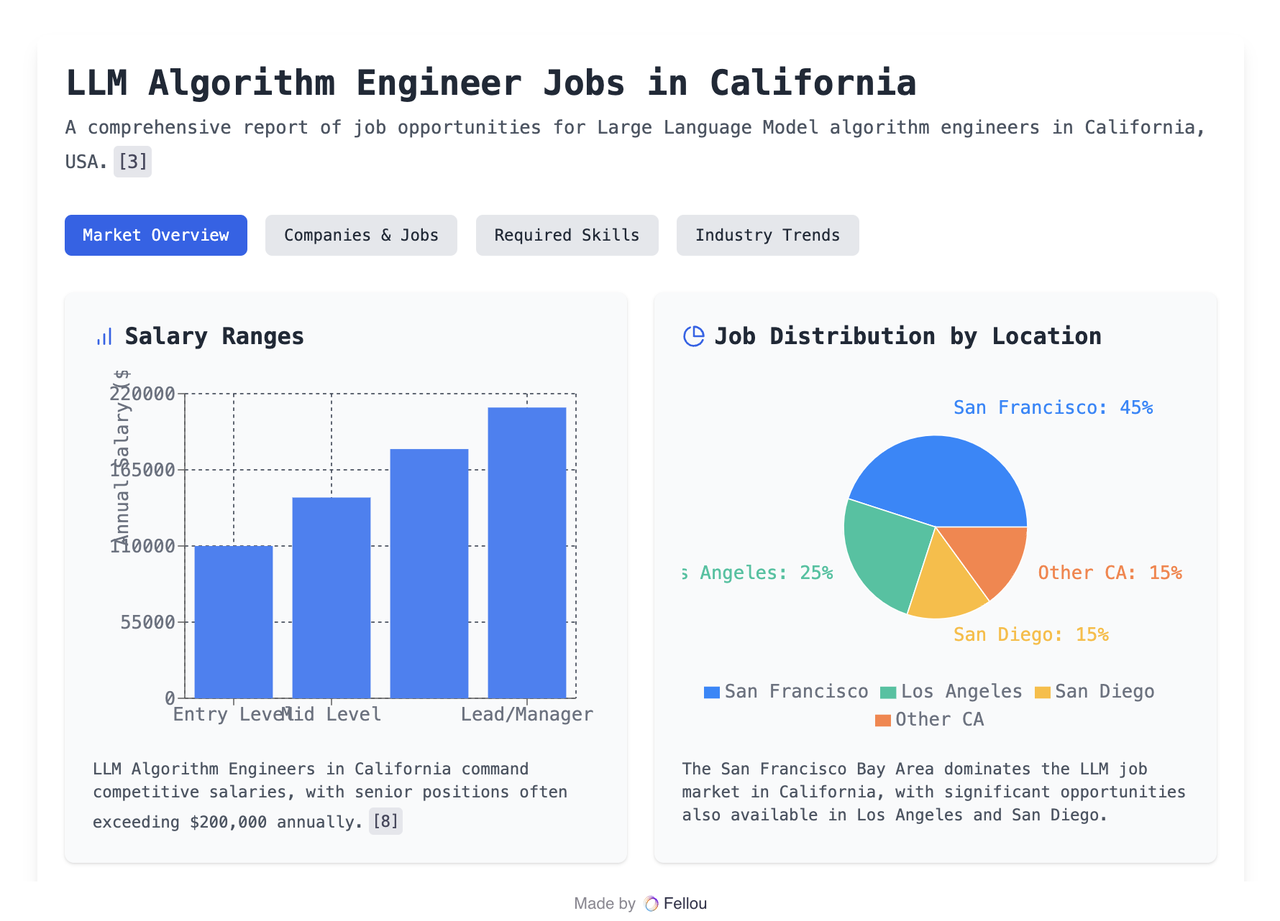 LLM Algorithm Engineer Jobs in California
A comprehensive report of job opportunities for Large Language Model algorithm engineers in California,
USA. [3]
Market Overview
Companies & Jobs
Required Skills
Industry Trends
Salary Ranges
Annual Salary ($
220000
165000
110000
55000
0
Entry Level
Mid Level
Lead/Manager
LLM Algorithm Engineers in California command
competitive salaries, with senior positions often
exceeding $200,000 annually. [8]
Job Distribution by Location
San Francisco: 45%
s Angeles: 25%
Other CA: 15%
San Diego: 15%
San Francisco Los Angeles San Diego
Other CA
The San Francisco Bay Area dominates the LLM job
market in California, with significant opportunities
also available in Los Angeles and San Diego.
Made by Fellou